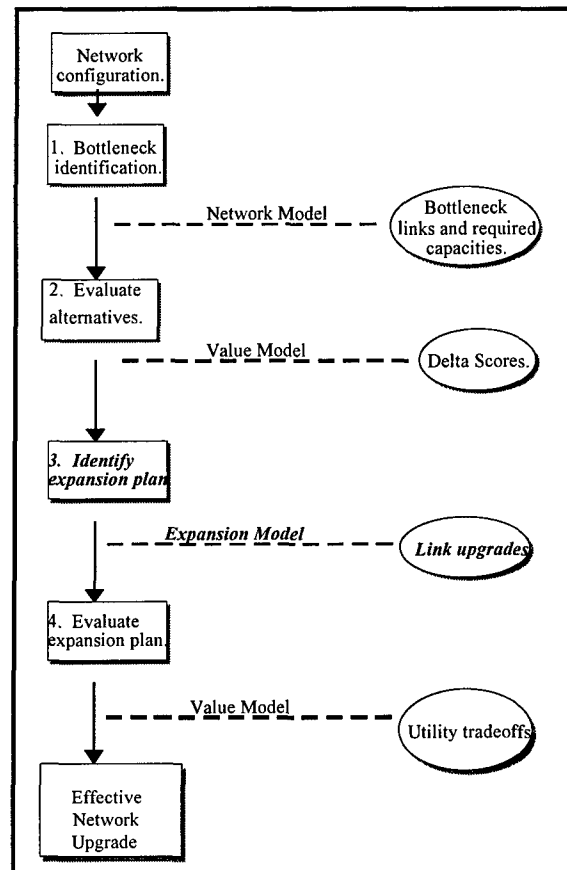 Network
configuration.
1. Bottleneck
identification.
Network Model
Bottleneck
links and required
capacities.
2. Evaluate
alternatives.
Value Model
Delta Scores.
3. Identify
expansion plan
Expansion Model
Link upgrades
4. Evaluate
expansion plan.
Value Model
Utility tradeoffs
Effective
Network
Upgrade